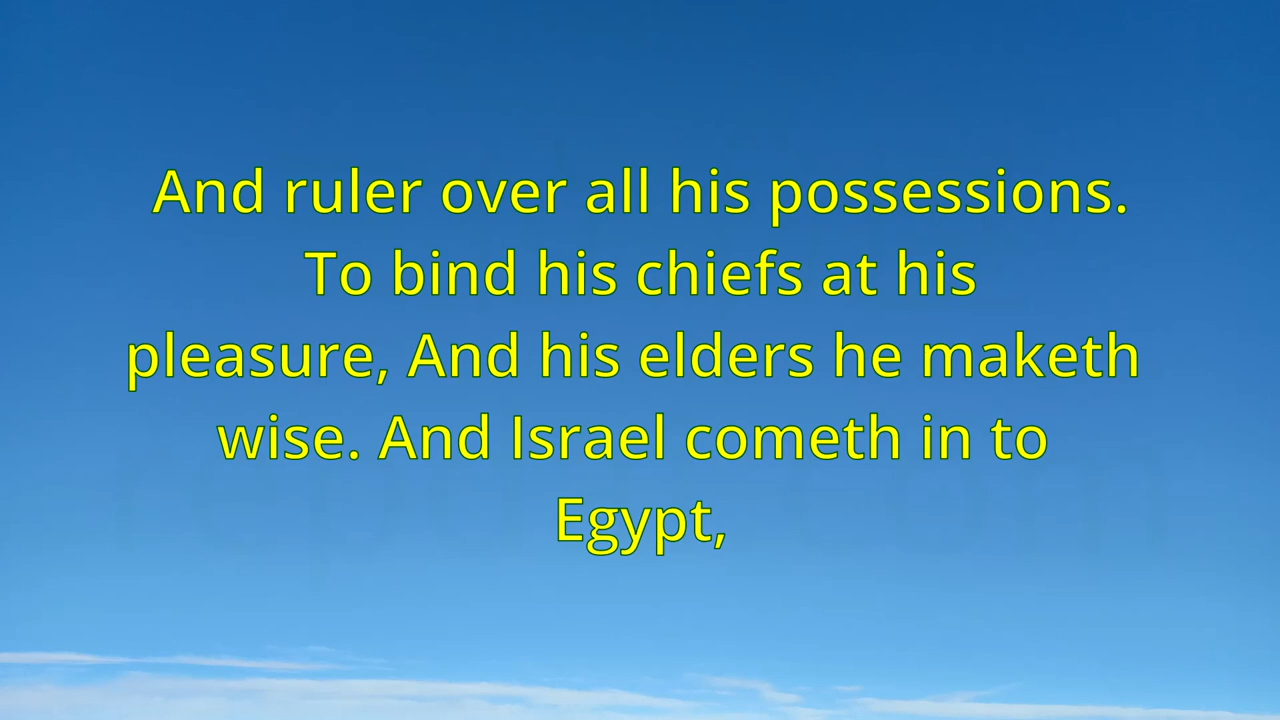 And ruler over all his possessions.
To bind his chiefs at his
pleasure, And his elders he maketh
wise. And Israel cometh in to
Egypt,